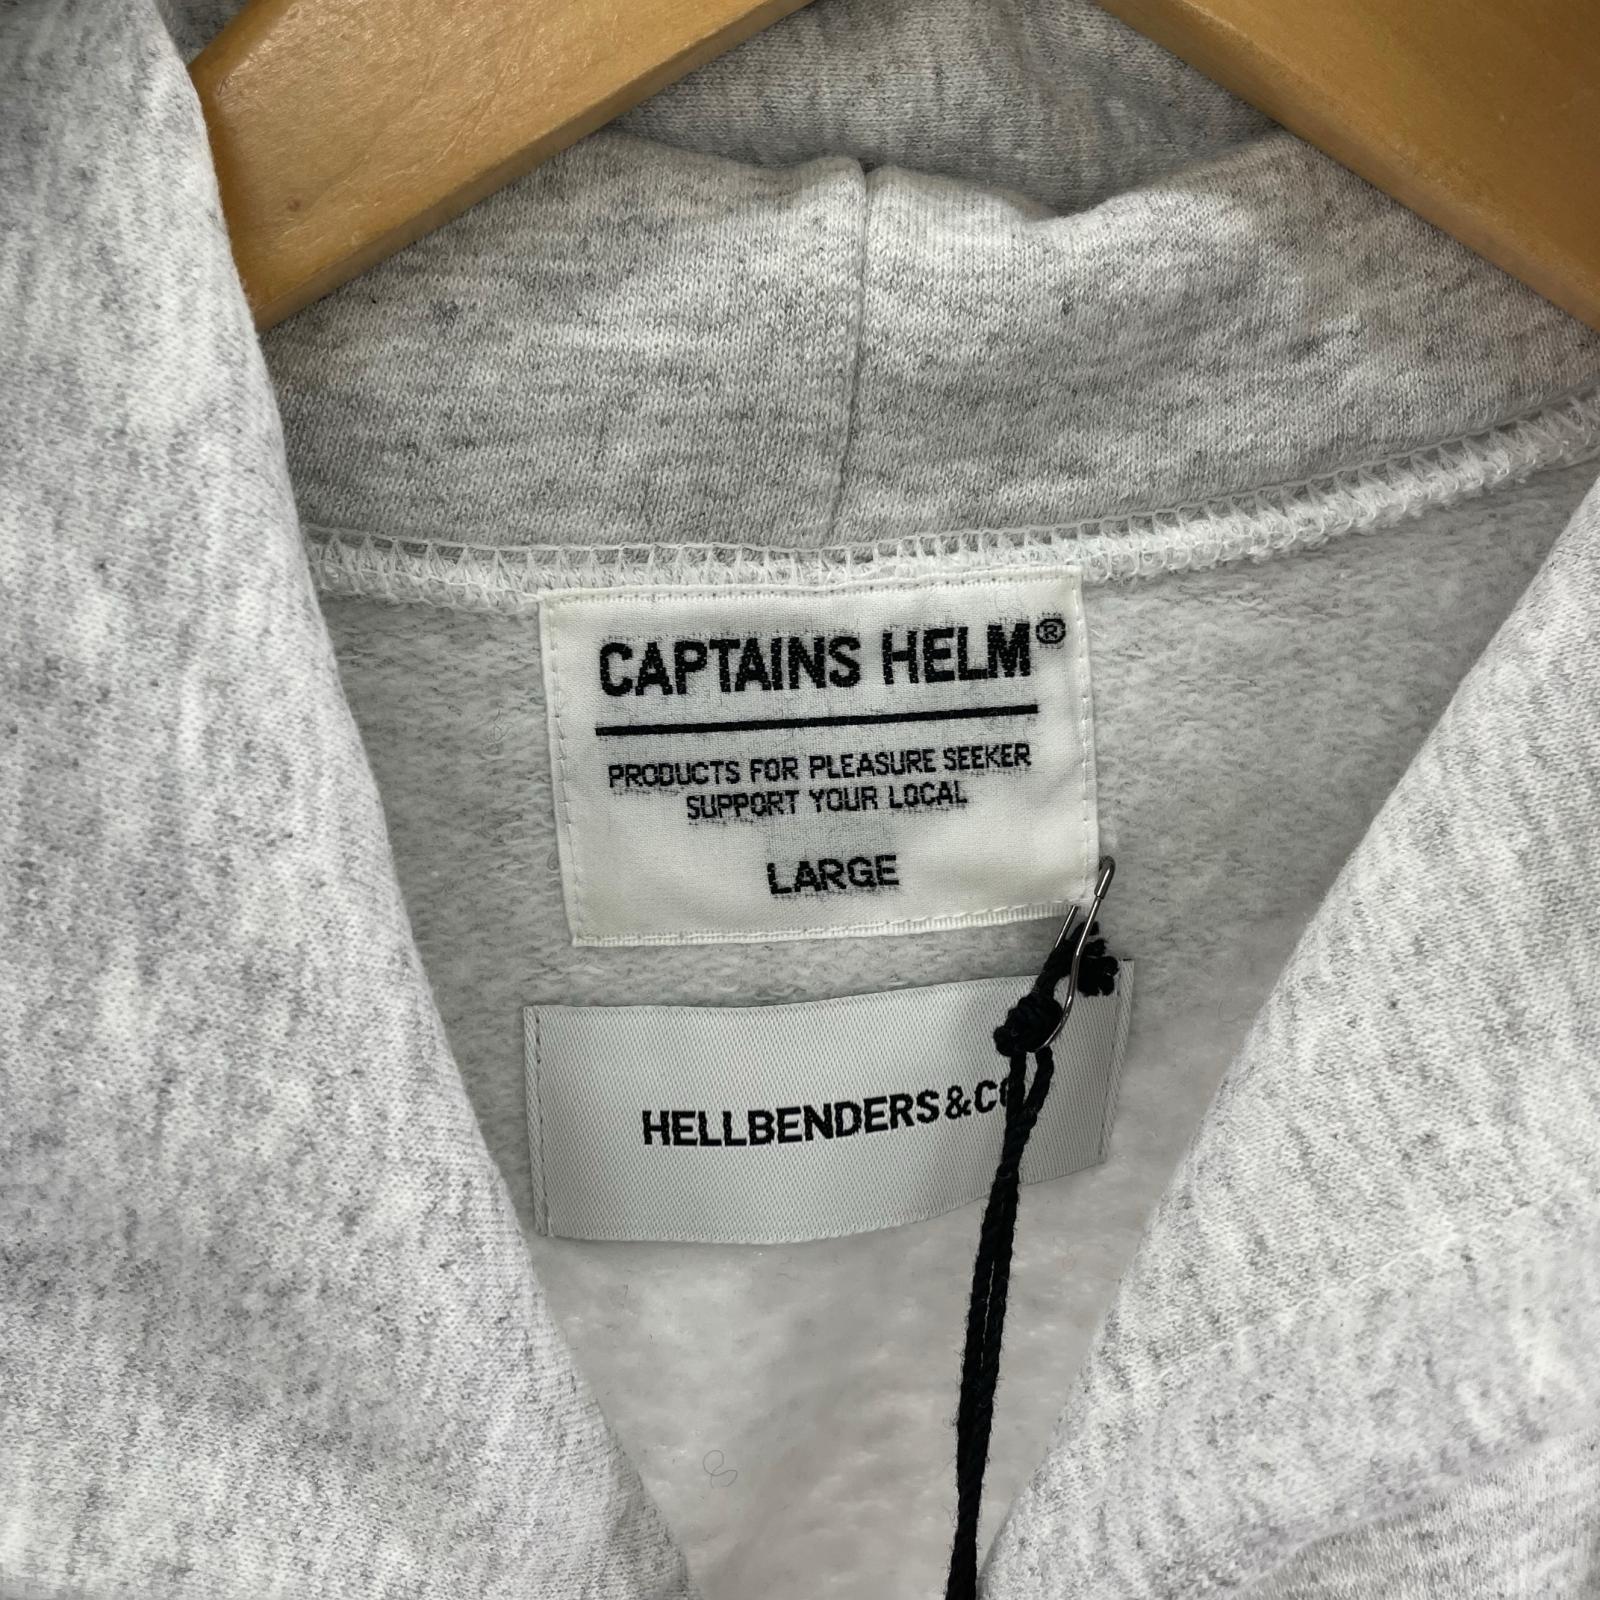 CAPTAINS HELM®
PRODUCTS FOR PLEASURE SEEKER
SUPPORT YOUR LOCAL
LARGE
HELLBENDERS&CO